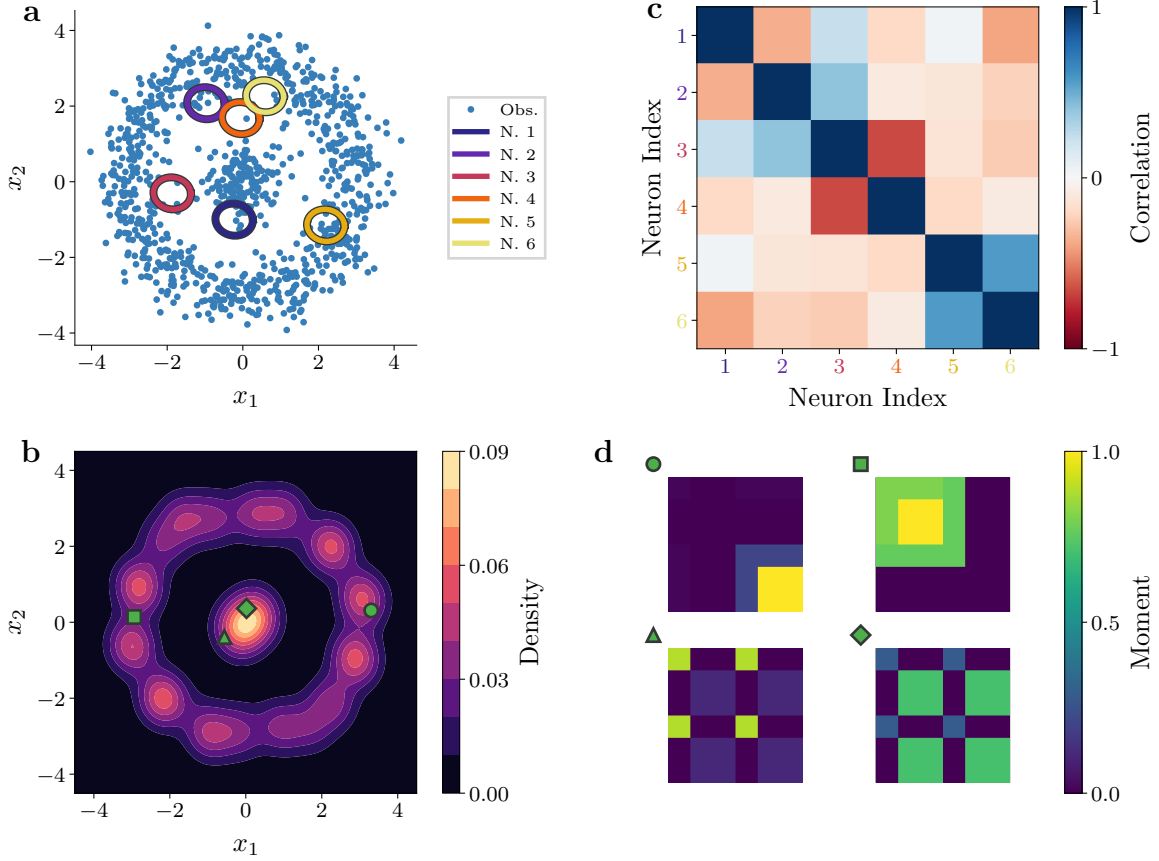 a
4
2
0
−2
−4
x2
−4 −2 0 2 4
x1
Obs.
N. 1
N. 2
N. 3
N. 4
N. 5
N. 6
c
1
2
3
4
5
6
Neuron Index
1 2 3 4 5 6
Neuron Index
1
0
−1
Correlation
b
4
2
0
−2
−4
x2
−4 −2 0 2 4
x1
0.09
0.06
0.03
0.00
Density
d
1.0
0.5
0.0
Moment